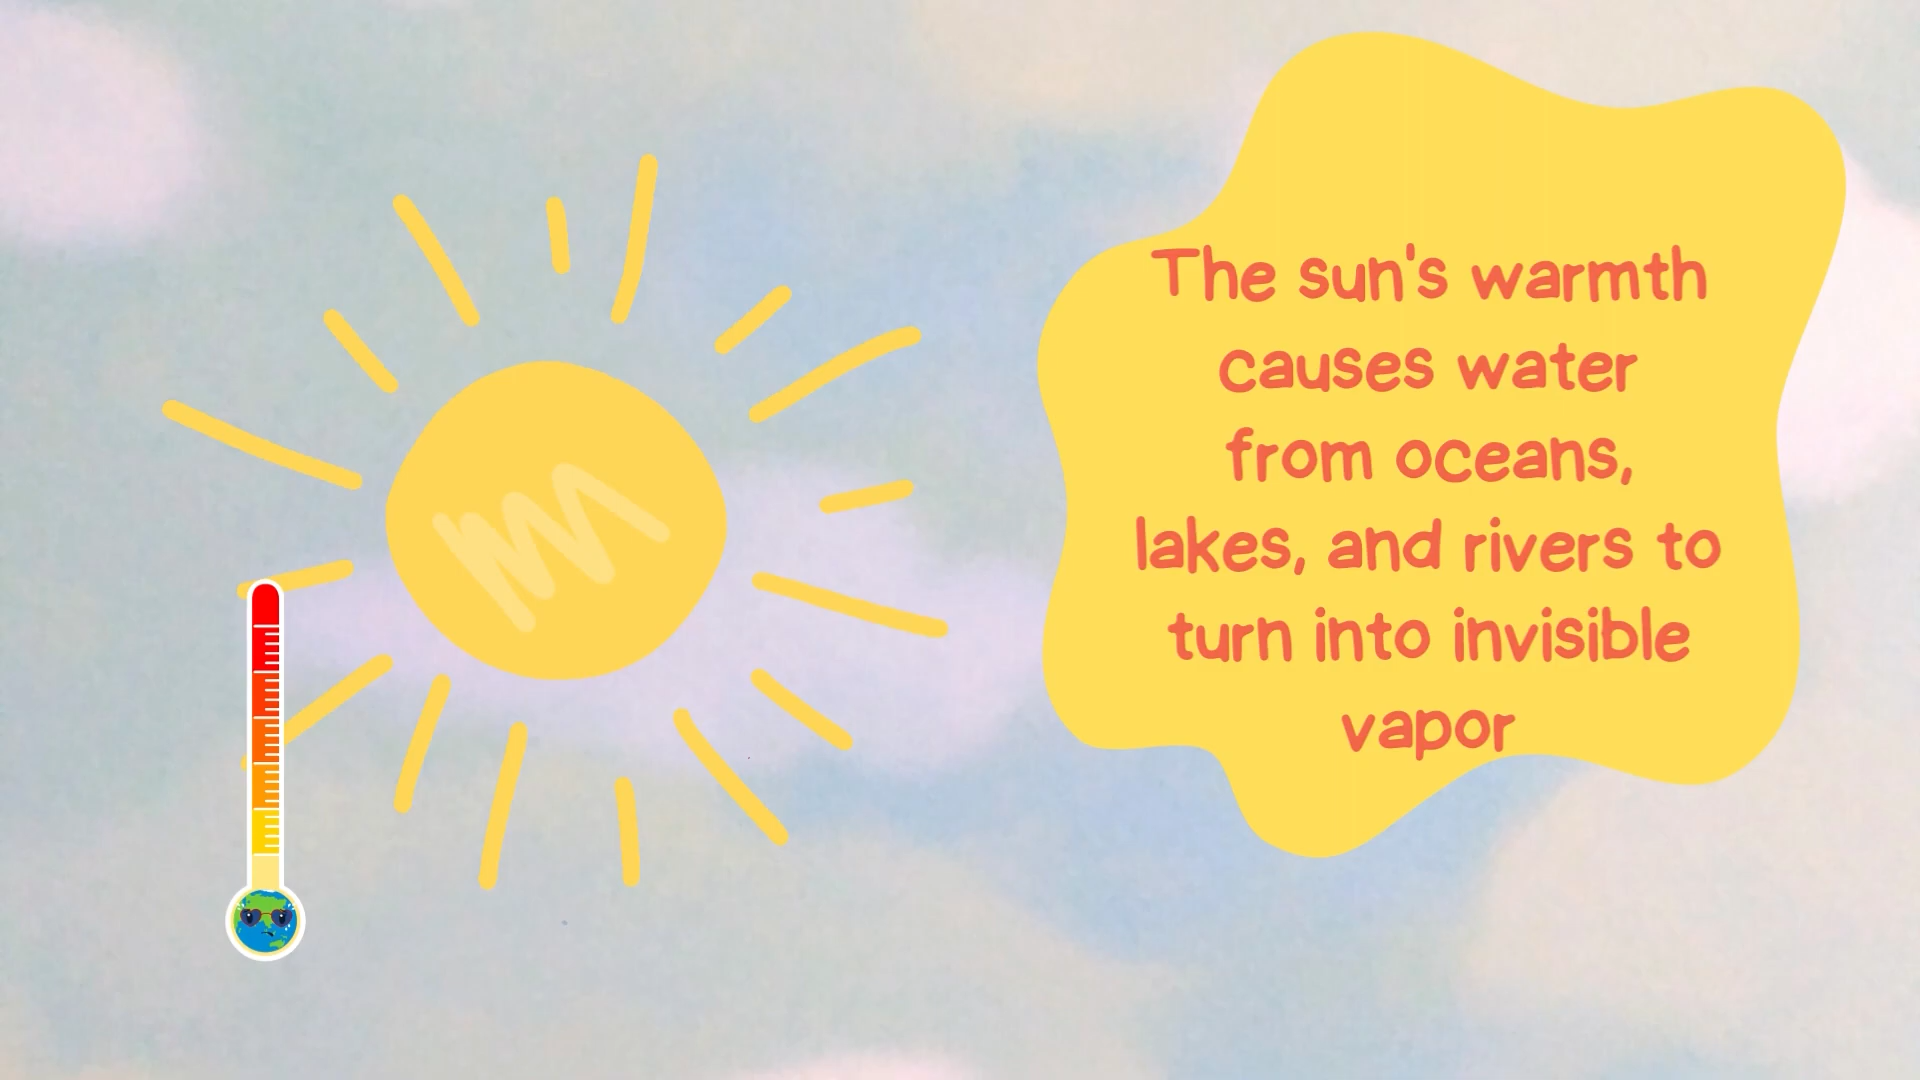 The sun's warmth
causes water
from oceans,
lakes, and rivers to
turn into invisible
vapor